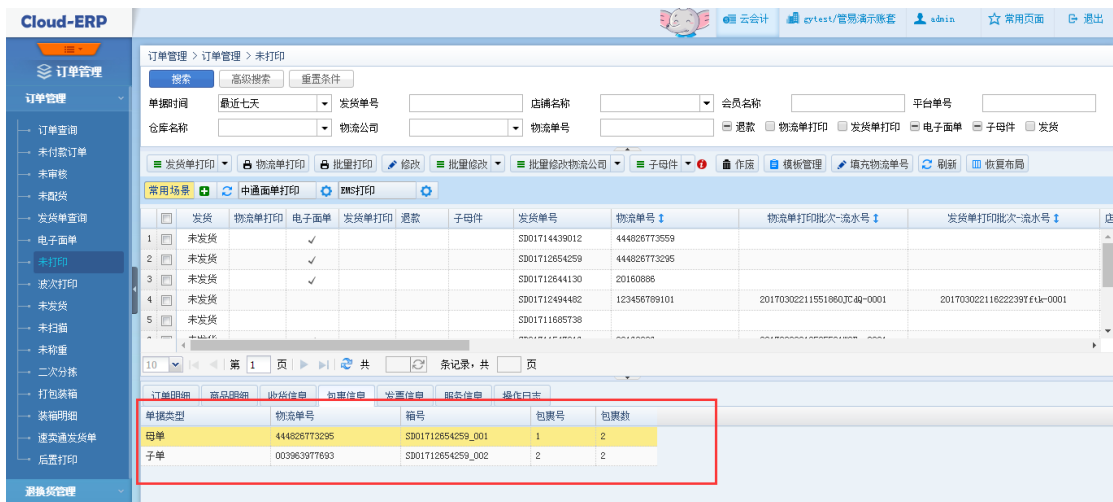 Cloud-ERP
云会计 gytest/管易演示账套 admin 常用页面 退出
订单管理
订单管理
订单查询
未付款订单
未审核
未配货
发货单查询
电子面单
未打印
波次打印
未发货
未扫描
未称重
二次分拣
打包装箱
装箱明细
速卖通发货单
后置打印
退换货管理
订单管理 > 订单管理 > 未打印
搜索 高级搜索 重置条件
单据时间 最近七天 发货单号 店铺名称 会员名称 平台单号
仓库名称 物流公司 物流单号 退款 物流单打印 发货单打印 电子面单 子母件 发货
发货单打印 物流单打印 批量打印 修改 批量修改 批量修改物流公司 子母件 作废 模板管理 填充物流单号 刷新 恢复布局
常用场景 中通面单打印 EMS打印
发货 物流单打印 电子面单 发货单打印 退款 子母件 发货单号 物流单号 物流单打印批次-流水号 发货单打印批次-流水号 店
1 未发货 ✓ SDO1714439012 444826773559
2 未发货 ✓ SDO1712654259 444826773295
3 未发货 ✓ SDO1712644130 20160886
4 未发货 SDO1712494482 123456789101 20170302211551860JCdQ-0001 20170302211622239Yftk-0001
5 未发货 SDO1711685738
10 第 1 页 共 条记录，共 页
订单明细 商品明细 收货信息 包裹信息 发票信息 服务信息 操作日志
单据类型 物流单号 箱号 包裹号 包裹数
母单 444826773295 SDO1712654259_001 1 2
子单 003963977693 SDO1712654259_002 2 2